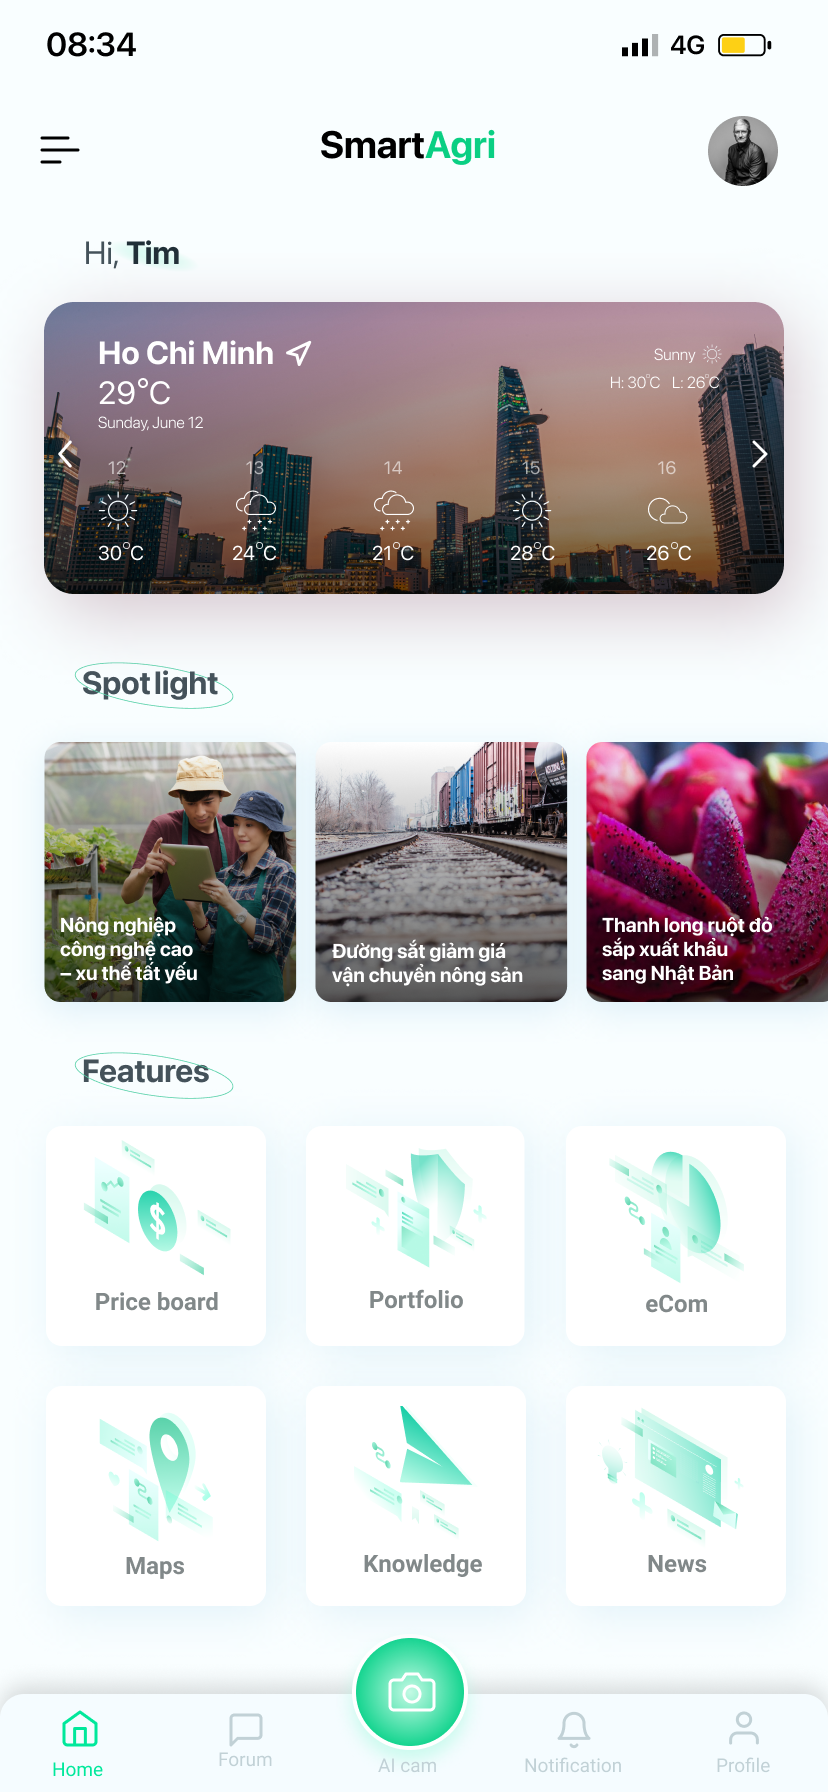 08:34
4G
SmartAgri
Hi, Tim
Ho Chi Minh
29°C
Sunday, June 12
Sunny
H: 30°C L: 26°C
12 13 14 15 16
30°C 24°C 21°C 28°C 26°C
Spotlight
Nông nghiệp
công nghệ cao
– xu thế tất yếu
Đường sắt giảm giá
vận chuyển nông sản
Thanh long ruột đỏ
sắp xuất khẩu
sang Nhật Bản
Features
Price board
Portfolio
eCom
Maps
Knowledge
News
Home
Forum
AI cam
Notification
Profile